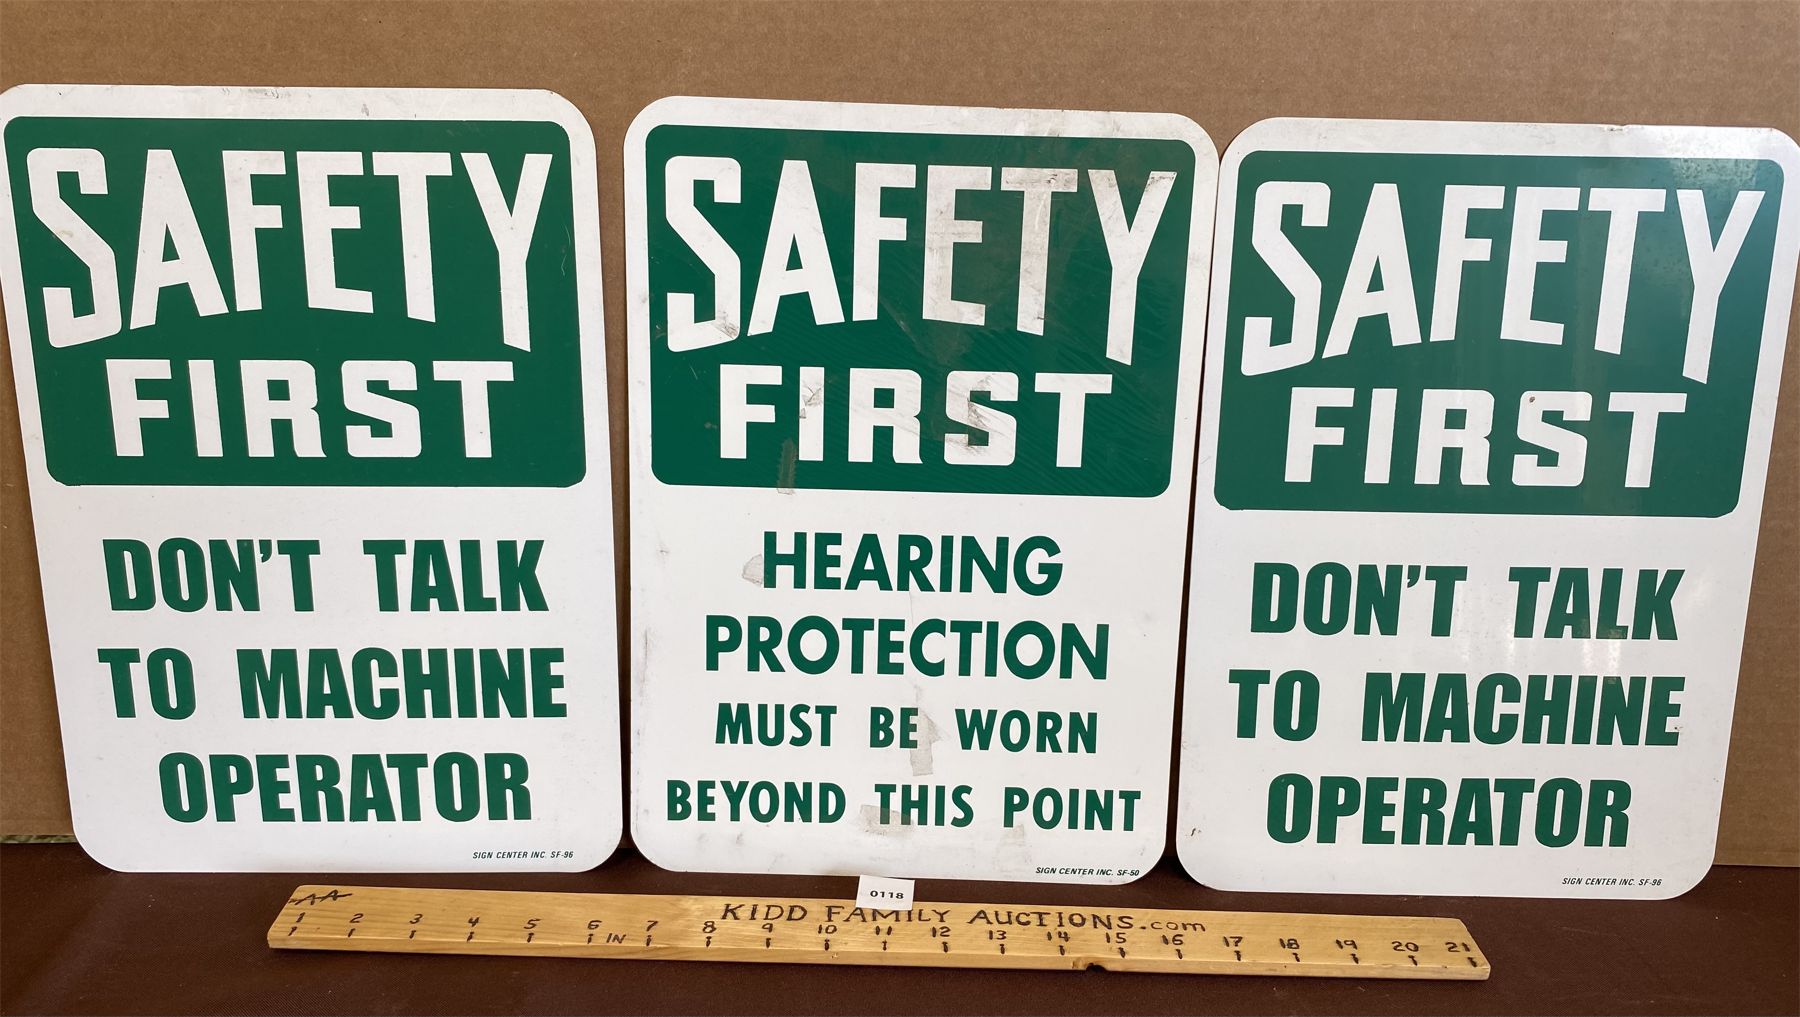 SAFETY
FIRST
DON'T TALK
TO MACHINE
OPERATOR
SIGN CENTER INC. SF-96
SAFETY
FIRST
HEARING
PROTECTION
MUST BE WORN
BEYOND THIS POINT
SIGN CENTER INC. SF-50
SAFETY
FIRST
DON'T TALK
TO MACHINE
OPERATOR
SIGN CENTER INC. SF-96
0118
AA
KIDD FAMILY AUCTIONS.com
1 2 3 4 5 6 7 8 9 10 11 12 13 14 15 16 17 18 19 20 21
IN